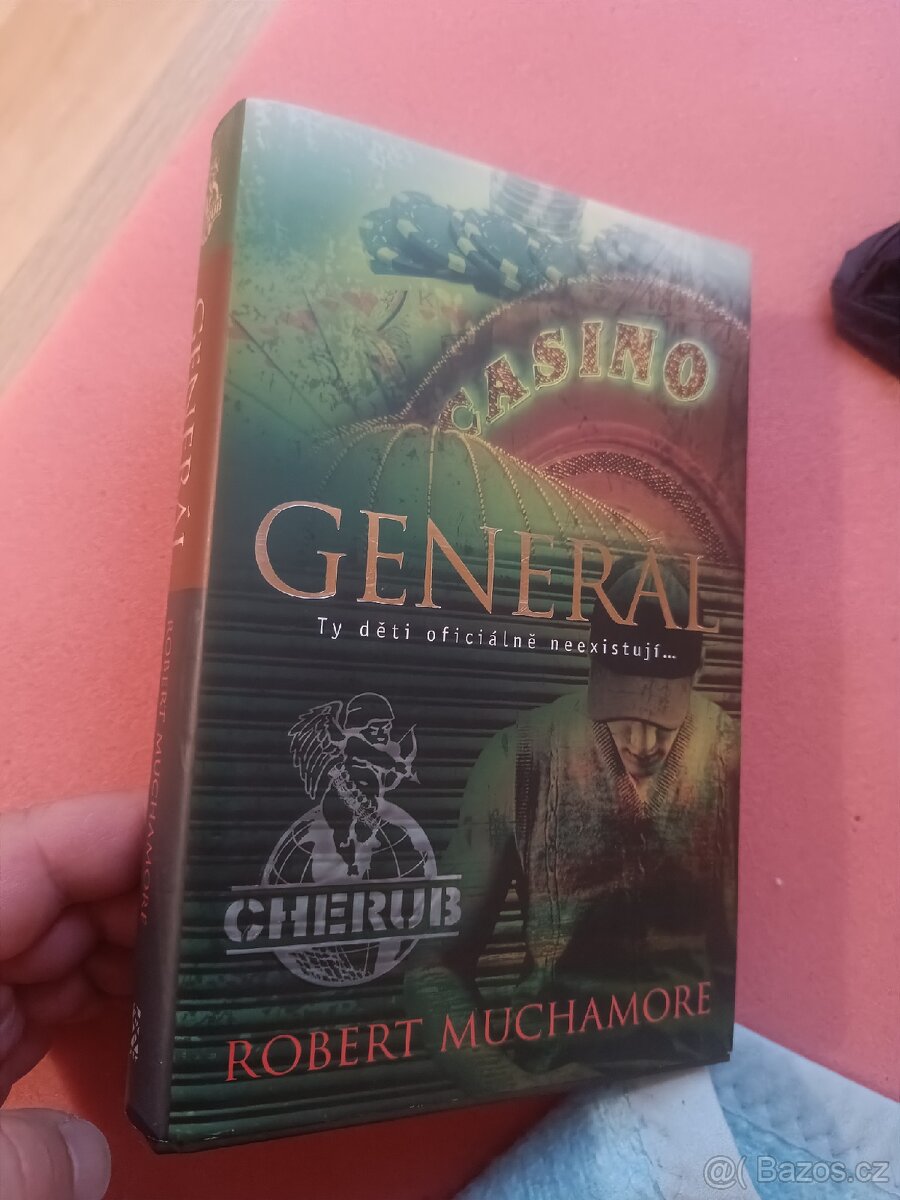 CASINO
GENERÁL
Ty děti oficiálně neexistují...
CHERUB
ROBERT MUCHAMORE
GENERÁL
ROBERT MUCHAMORE
@( Bazos.cz